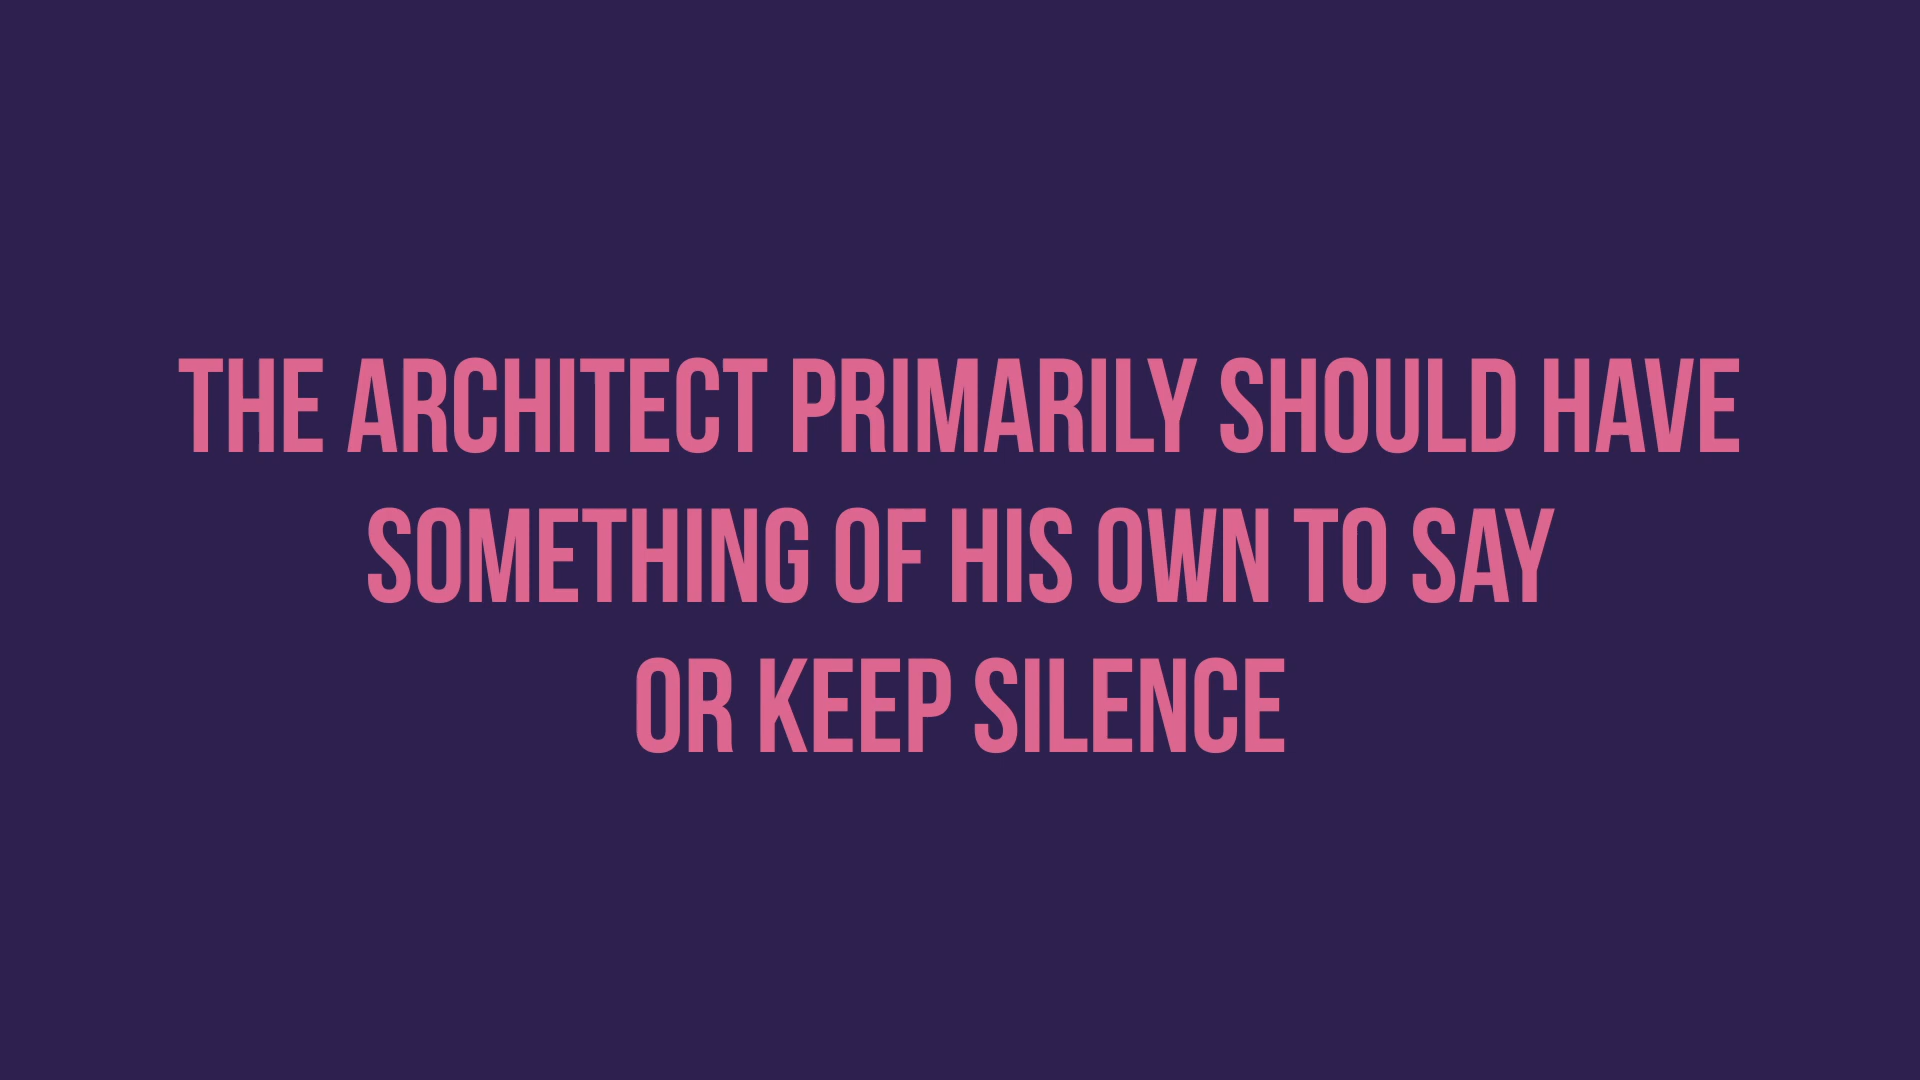 THE ARCHITECT PRIMARILY SHOULD HAVE
SOMETHING OF HIS OWN TO SAY
OR KEEP SILENCE